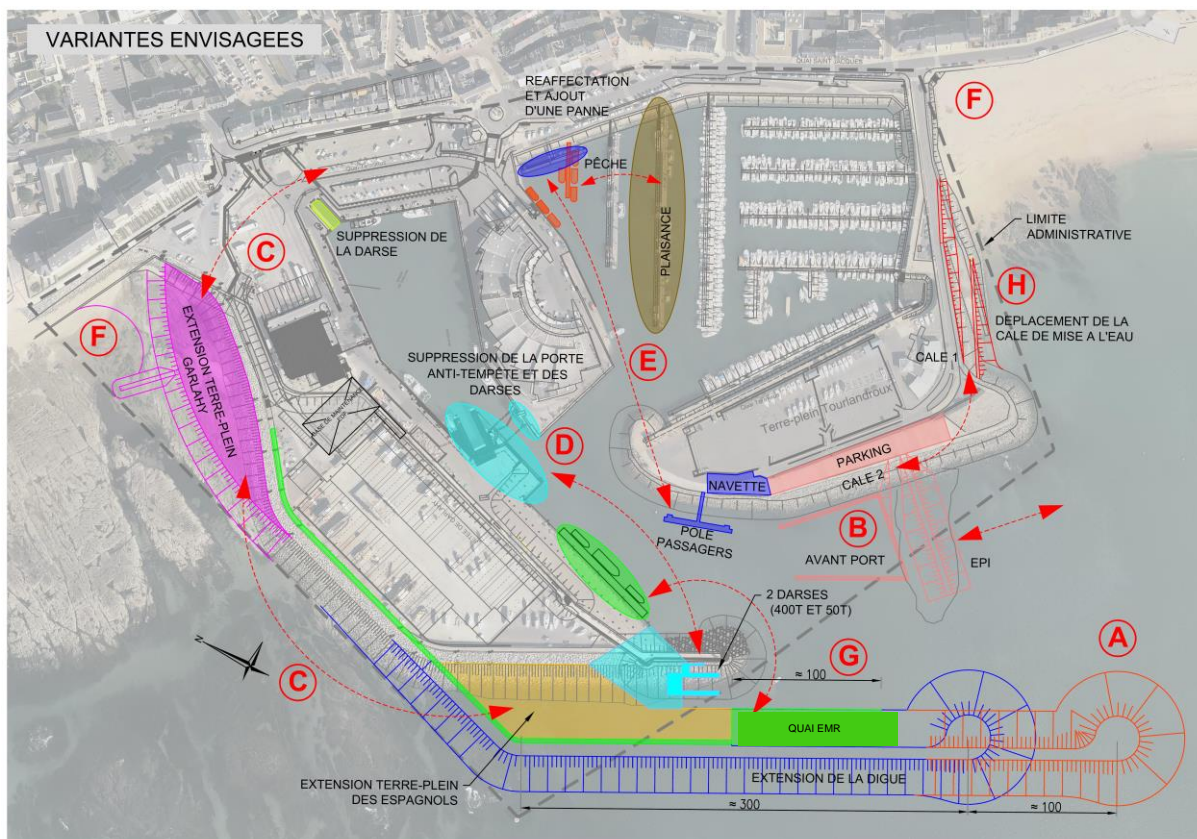 VARIANTES ENVISAGEES
QUAI SAINT JACQUES
REAFFECTATION
ET AJOUT
D'UNE PANNE
F
PÊCHE
PLAISANCE
LIMITE
ADMINISTRATIVE
C
SUPPRESSION DE
LA DARSE
H
DEPLACEMENT DE LA
CALE DE MISE A L'EAU
F
EXTENSION TERRE-PLEIN
GARLAHY
SUPPRESSION DE LA PORTE
ANTI-TEMPÊTE ET DES
DARSES
E
CALE 1
Terre-plein Tourlandroux
D
PARKING
CALE 2
NAVETTE
POLE
PASSAGERS
B
AVANT PORT
EPI
2 DARSES
(400T ET 50T)
N
C
G
≈ 100
A
QUAI EMR
EXTENSION TERRE-PLEIN
DES ESPAGNOLS
EXTENSION DE LA DIGUE
≈ 300
≈ 100